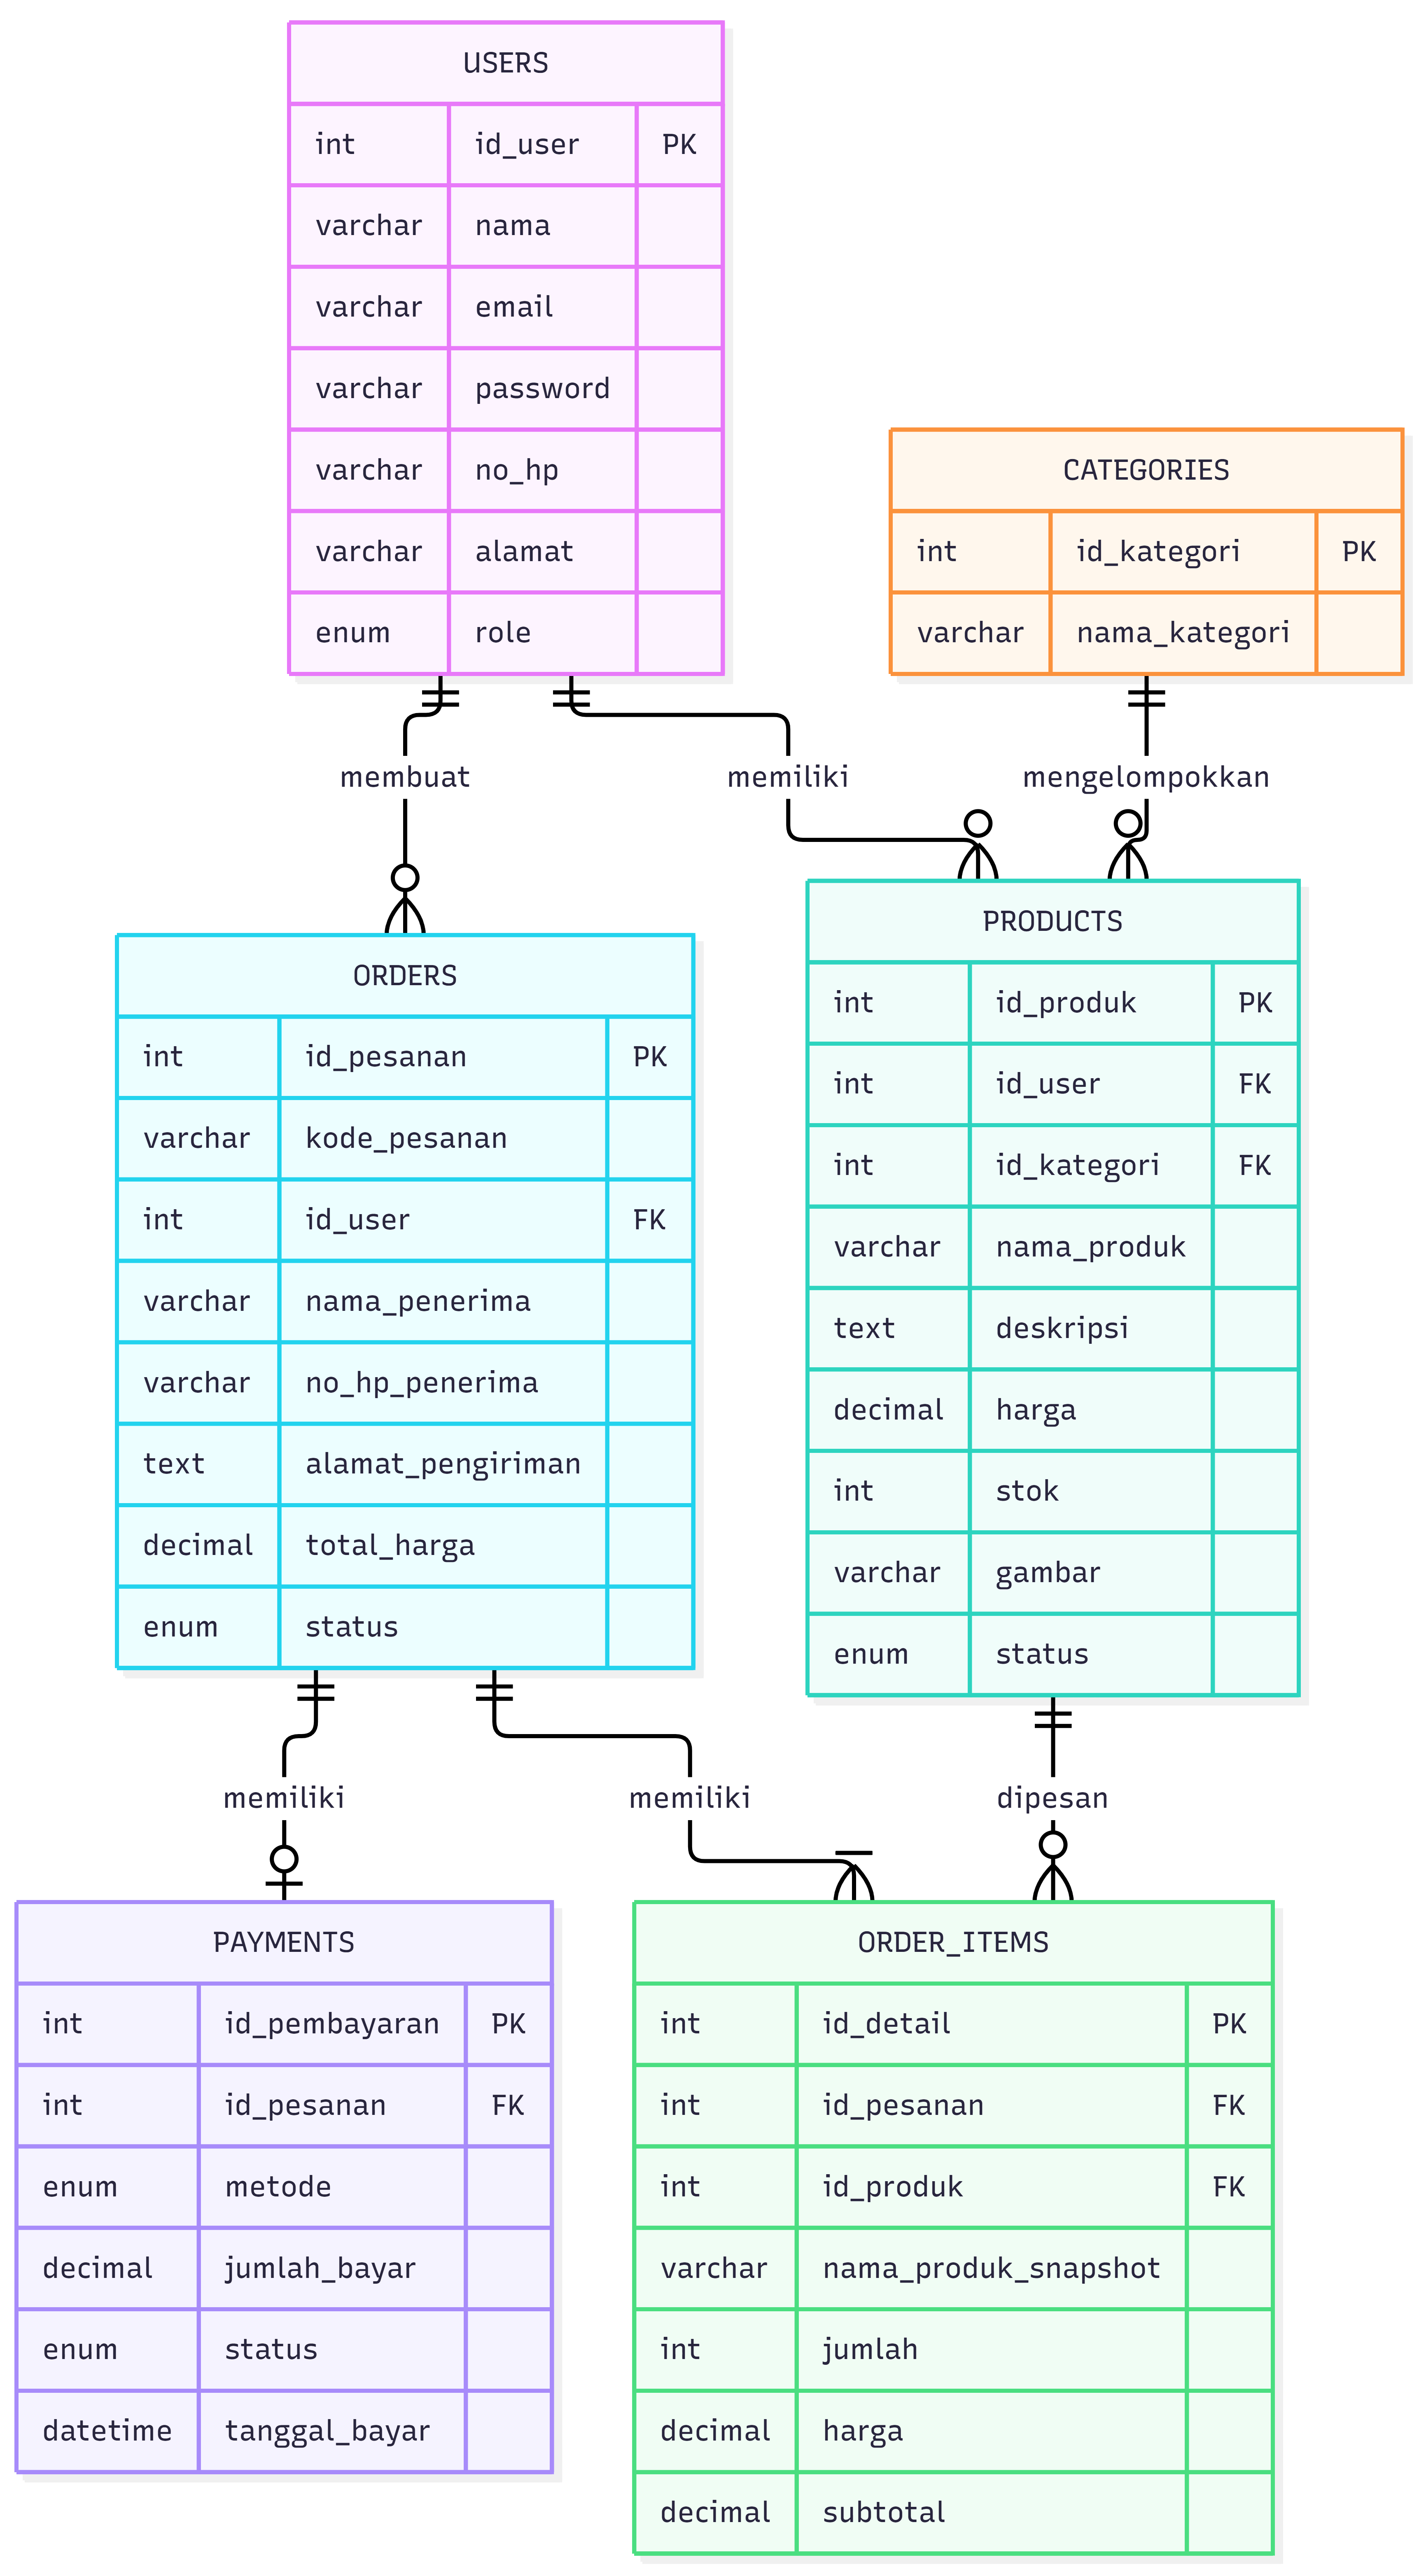 USERS
int id_user PK
varchar nama
varchar email
varchar password
varchar no_hp
varchar alamat
enum role
CATEGORIES
int id_kategori PK
varchar nama_kategori
membuat
memiliki
mengelompokkan
ORDERS
int id_pesanan PK
varchar kode_pesanan
int id_user FK
varchar nama_penerima
varchar no_hp_penerima
text alamat_pengiriman
decimal total_harga
enum status
PRODUCTS
int id_produk PK
int id_user FK
int id_kategori FK
varchar nama_produk
text deskripsi
decimal harga
int stok
varchar gambar
enum status
memiliki
memiliki
dipesan
PAYMENTS
int id_pembayaran PK
int id_pesanan FK
enum metode
decimal jumlah_bayar
enum status
datetime tanggal_bayar
ORDER_ITEMS
int id_detail PK
int id_pesanan FK
int id_produk FK
varchar nama_produk_snapshot
int jumlah
decimal harga
decimal subtotal